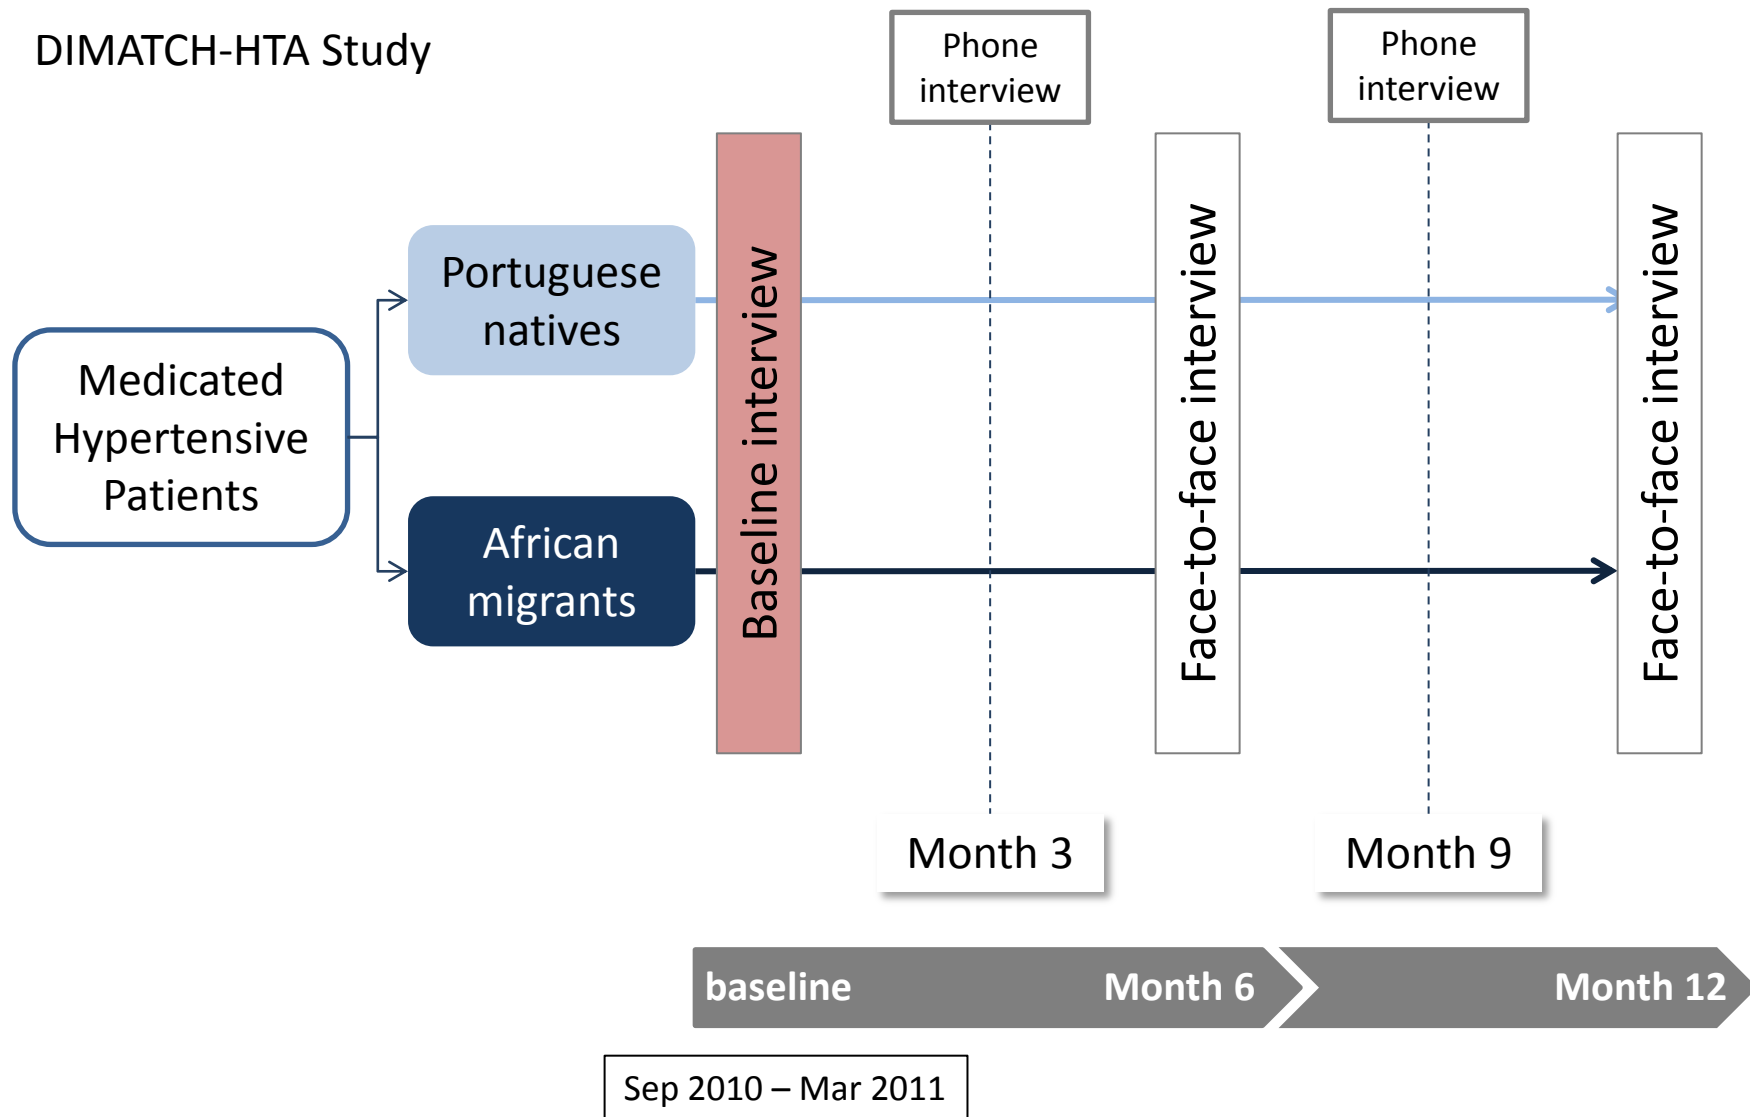 DIMATCH-HTA Study
Phone
interview
Phone
interview
Medicated
Hypertensive
Patients
Portuguese
natives
African
migrants
Baseline interview
Face-to-face interview
Face-to-face interview
Month 3
Month 9
baseline
Month 6
Month 12
Sep 2010 – Mar 2011